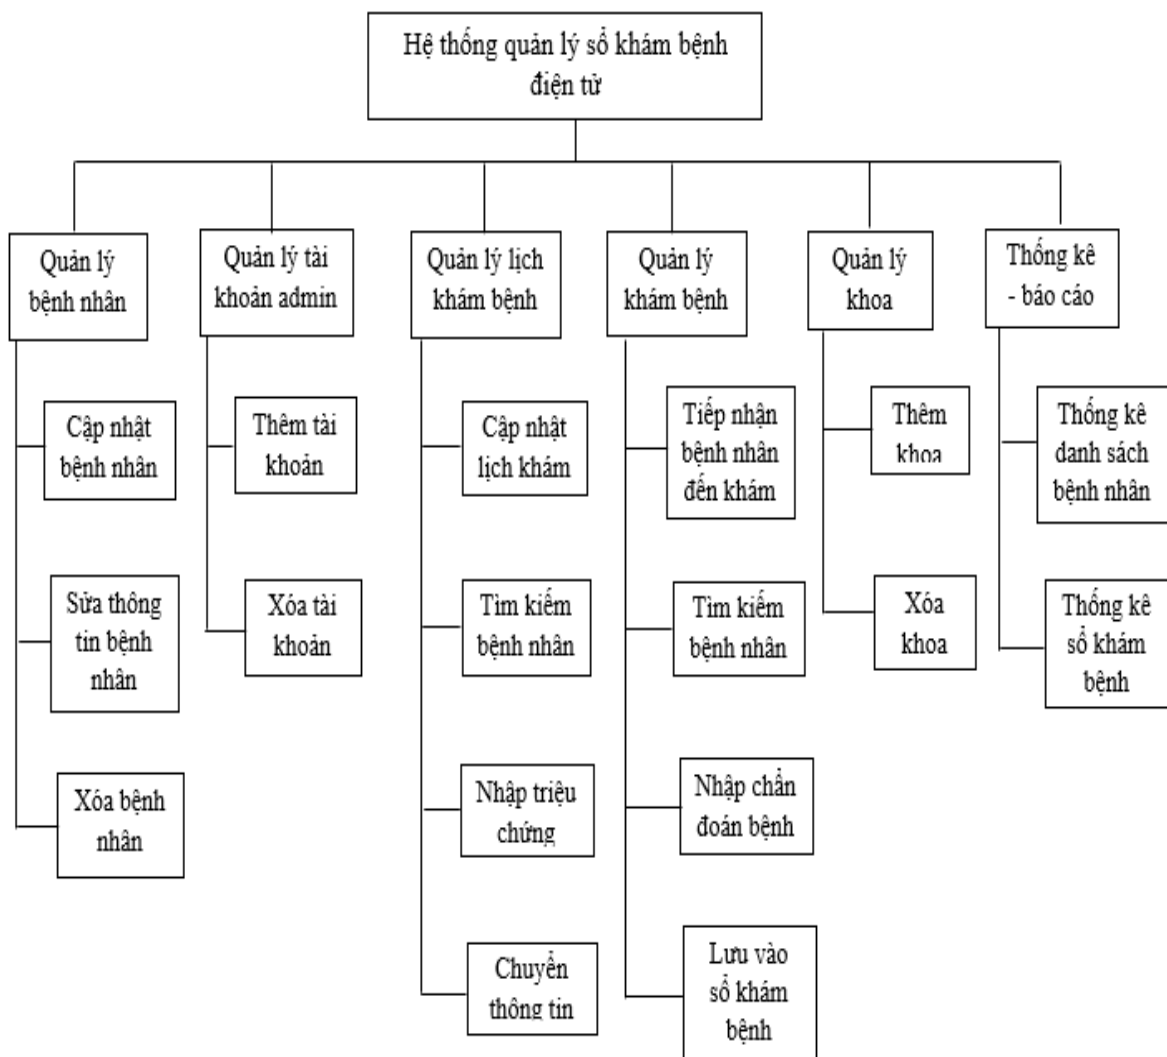 Hệ thống quản lý sổ khám bệnh
điện tử
Quản lý
bệnh nhân
Quản lý tài
khoản admin
Quản lý lịch
khám bệnh
Quản lý
khám bệnh
Quản lý
khoa
Thống kê
- báo cáo
Cập nhật
bệnh nhân
Thêm tài
khoản
Cập nhật
lịch khám
Tiếp nhận
bệnh nhân
đến khám
Thêm
khoa
Thống kê
danh sách
bệnh nhân
Sửa thông
tin bệnh
nhân
Xóa tài
khoản
Tìm kiếm
bệnh nhân
Tìm kiếm
bệnh nhân
Xóa
khoa
Thống kê
sổ khám
bệnh
Xóa bệnh
nhân
Nhập triệu
chứng
Nhập chẩn
đoán bệnh
Chuyển
thông tin
Lưu vào
sổ khám
bệnh